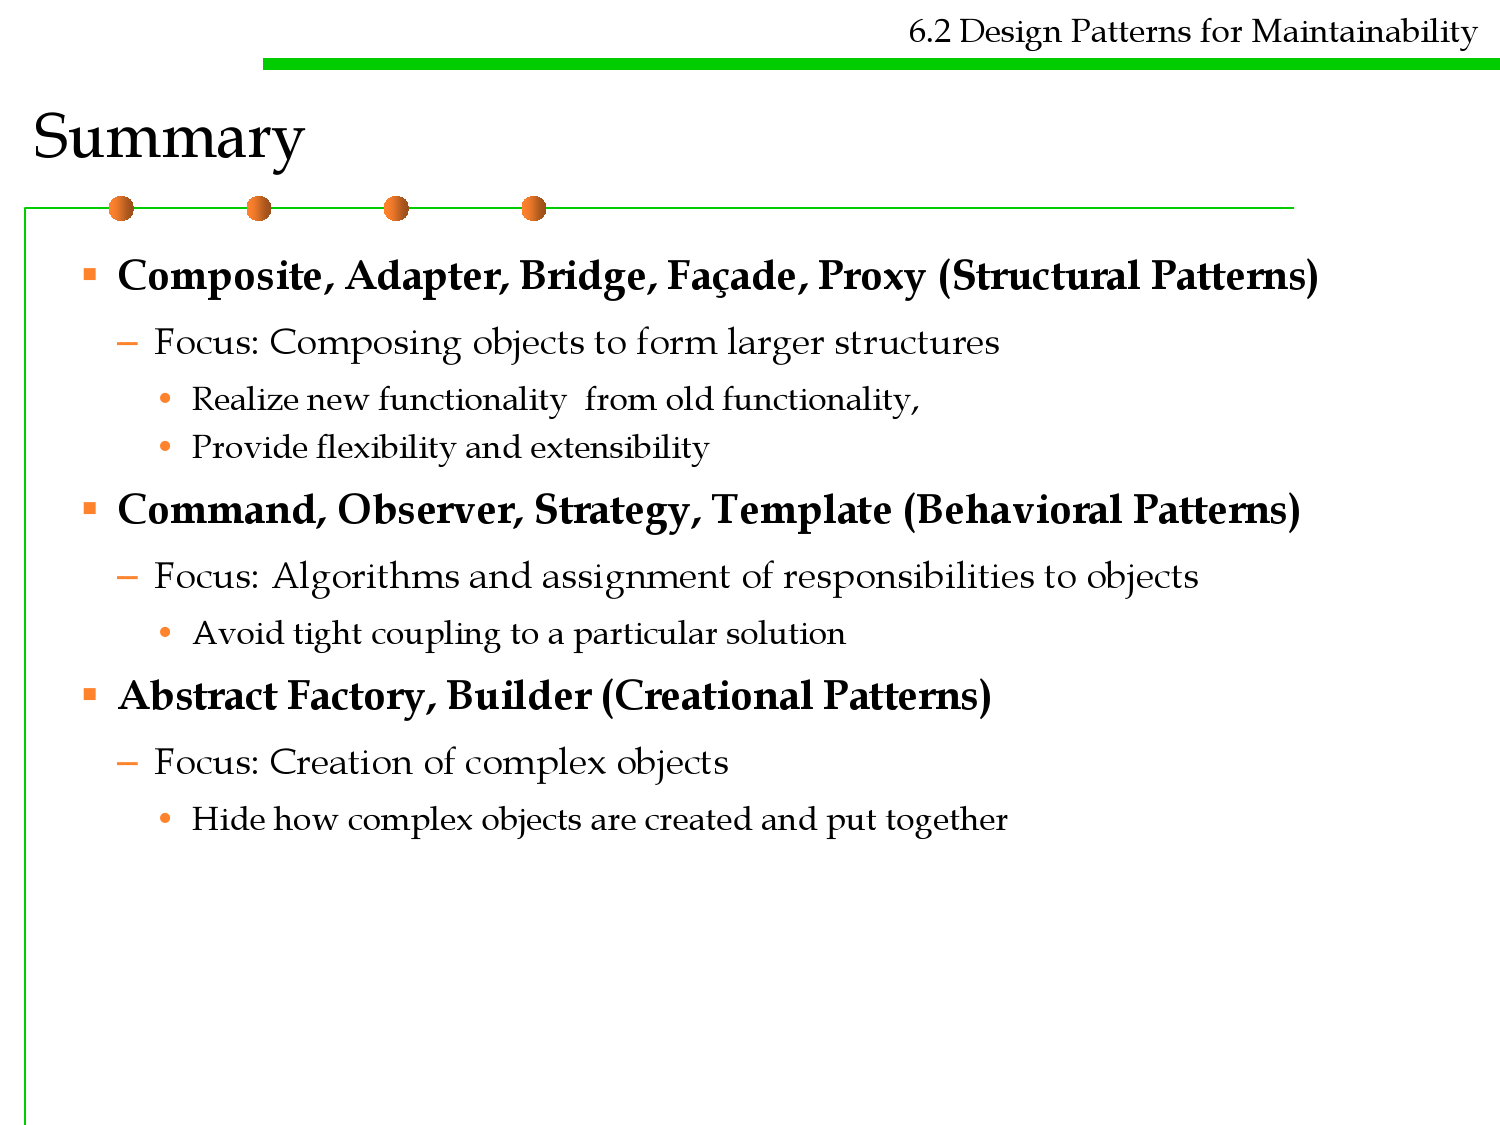 6.2 Design Patterns for Maintainability
Summary
▪ Composite, Adapter, Bridge, Façade, Proxy (Structural Patterns)
– Focus: Composing objects to form larger structures
• Realize new functionality  from old functionality,
• Provide flexibility and extensibility
▪ Command, Observer, Strategy, Template (Behavioral Patterns)
– Focus: Algorithms and assignment of responsibilities to objects
• Avoid tight coupling to a particular solution
▪ Abstract Factory, Builder (Creational Patterns)
– Focus: Creation of complex objects
• Hide how complex objects are created and put together